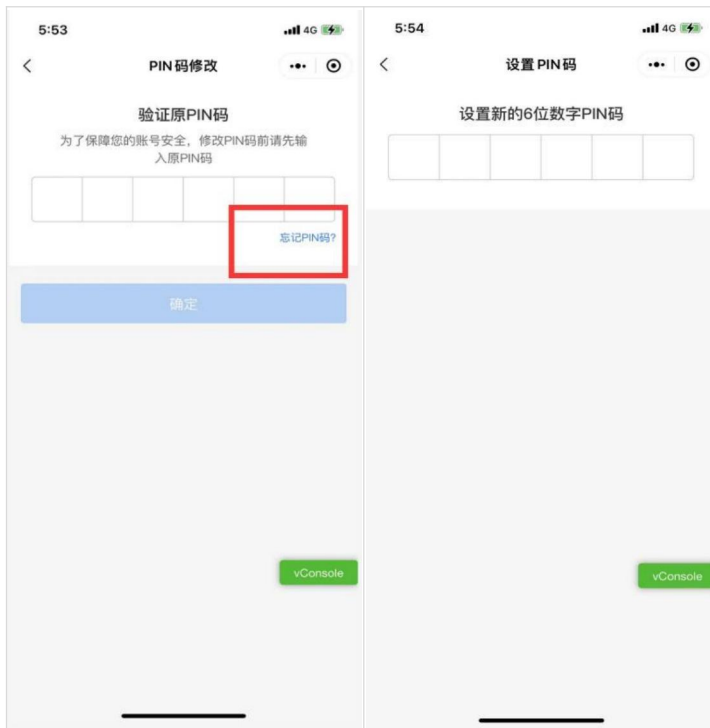 5:53
4G
PIN码修改
验证原PIN码
为了保障您的账号安全，修改PIN码前请先输
入原PIN码
忘记PIN码?
确定
vConsole
5:54
4G
设置PIN码
设置新的6位数字PIN码
vConsole